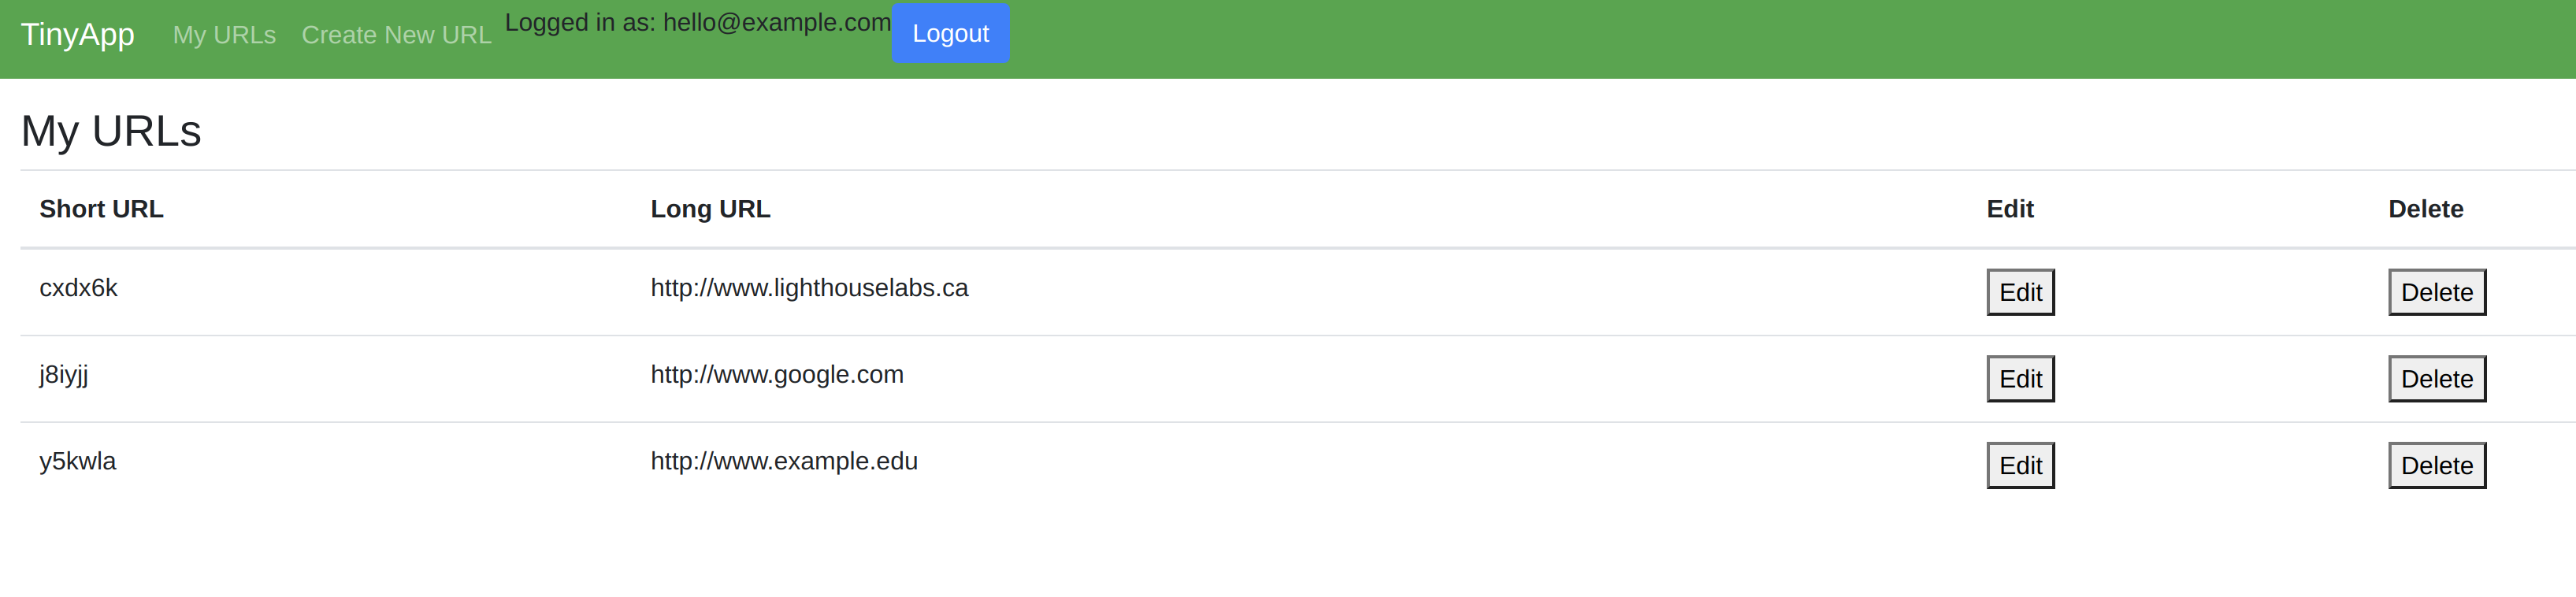 TinyApp My URLs Create New URL Logged in as: hello@example.com Logout
My URLs
Short URL Long URL Edit Delete
cxdx6k http://www.lighthouselabs.ca Edit Delete
j8iyjj http://www.google.com Edit Delete
y5kwla http://www.example.edu Edit Delete